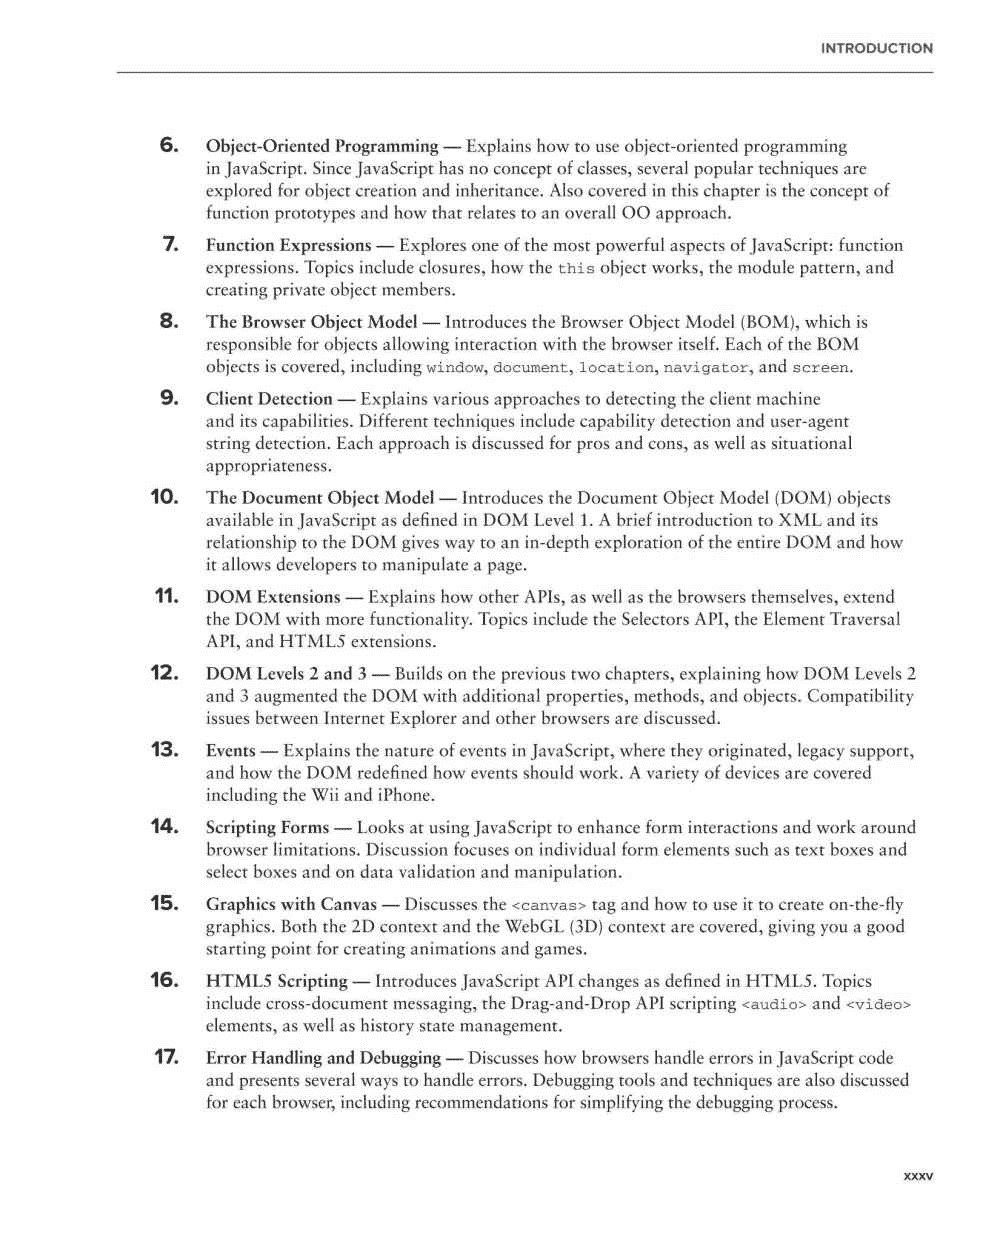 INTRODUCTION
6. Object-Oriented Programming — Explains how to use object-oriented programming
in JavaScript. Since JavaScript has no concept of classes, several popular techniques are
explored for object creation and inheritance. Also covered in this chapter is the concept of
function prototypes and how that relates to an overall OO approach.
7. Function Expressions — Explores one of the most powerful aspects of JavaScript: function
expressions. Topics include closures, how the this object works, the module pattern, and
creating private object members.
8. The Browser Object Model — Introduces the Browser Object Model (BOM), which is
responsible for objects allowing interaction with the browser itself. Each of the BOM
objects is covered, including window, document, location, navigator, and screen.
9. Client Detection — Explains various approaches to detecting the client machine
and its capabilities. Different techniques include capability detection and user-agent
string detection. Each approach is discussed for pros and cons, as well as situational
appropriateness.
10. The Document Object Model — Introduces the Document Object Model (DOM) objects
available in JavaScript as defined in DOM Level 1. A brief introduction to XML and its
relationship to the DOM gives way to an in-depth exploration of the entire DOM and how
it allows developers to manipulate a page.
11. DOM Extensions — Explains how other APIs, as well as the browsers themselves, extend
the DOM with more functionality. Topics include the Selectors API, the Element Traversal
API, and HTML5 extensions.
12. DOM Levels 2 and 3 — Builds on the previous two chapters, explaining how DOM Levels 2
and 3 augmented the DOM with additional properties, methods, and objects. Compatibility
issues between Internet Explorer and other browsers are discussed.
13. Events — Explains the nature of events in JavaScript, where they originated, legacy support,
and how the DOM redefined how events should work. A variety of devices are covered
including the Wii and iPhone.
14. Scripting Forms — Looks at using JavaScript to enhance form interactions and work around
browser limitations. Discussion focuses on individual form elements such as text boxes and
select boxes and on data validation and manipulation.
15. Graphics with Canvas — Discusses the <canvas> tag and how to use it to create on-the-fly
graphics. Both the 2D context and the WebGL (3D) context are covered, giving you a good
starting point for creating animations and games.
16. HTML5 Scripting — Introduces JavaScript API changes as defined in HTML5. Topics
include cross-document messaging, the Drag-and-Drop API scripting <audio> and <video>
elements, as well as history state management.
17. Error Handling and Debugging — Discusses how browsers handle errors in JavaScript code
and presents several ways to handle errors. Debugging tools and techniques are also discussed
for each browser, including recommendations for simplifying the debugging process.
xxxv